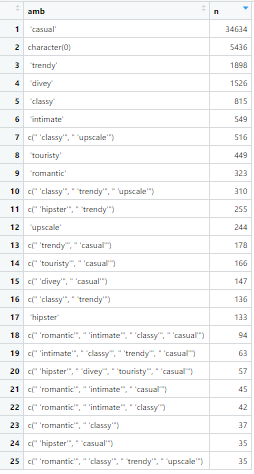 amb n
1 'casual' 34634
2 character(0) 5436
3 'trendy' 1898
4 'divey' 1526
5 'classy' 815
6 'intimate' 549
7 c(" 'classy'", " 'upscale'") 516
8 'touristy' 449
9 'romantic' 323
10 c(" 'classy'", " 'trendy'", " 'upscale'") 310
11 c(" 'hipster'", " 'trendy'") 255
12 'upscale' 244
13 c(" 'trendy'", " 'casual'") 178
14 c(" 'touristy'", " 'casual'") 166
15 c(" 'divey'", " 'casual'") 147
16 c(" 'classy'", " 'trendy'") 136
17 'hipster' 133
18 c(" 'romantic'", " 'intimate'", " 'classy'", " 'casual'") 94
19 c(" 'intimate'", " 'classy'", " 'trendy'", " 'casual'") 63
20 c(" 'hipster'", " 'divey'", " 'touristy'", " 'casual'") 57
21 c(" 'romantic'", " 'intimate'", " 'casual'") 45
22 c(" 'romantic'", " 'intimate'", " 'classy'") 42
23 c(" 'romantic'", " 'classy'") 37
24 c(" 'hipster'", " 'casual'") 35
25 c(" 'romantic'", " 'classy'", " 'trendy'", " 'upscale'") 35